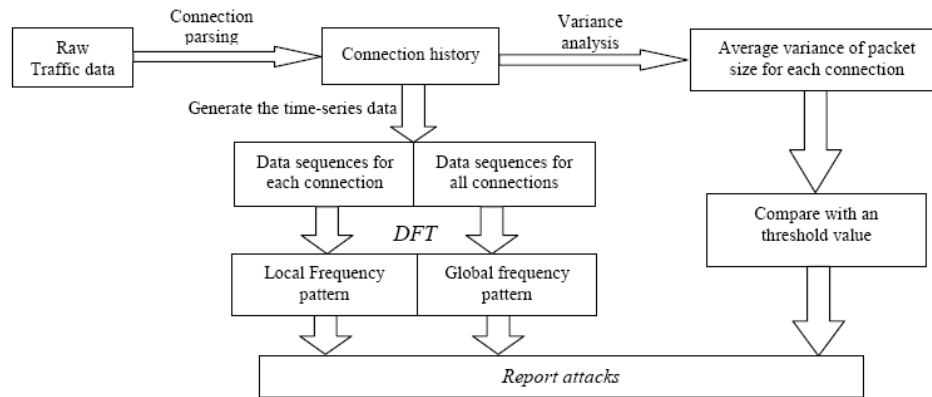 Connection
parsing
Variance
analysis
Raw
Traffic data
Connection history
Average variance of packet
size for each connection
Generate the time-series data
Data sequences for
each connection
Data sequences for
all connections
Compare with an
threshold value
DFT
Local Frequency
pattern
Global frequency
pattern
Report attacks